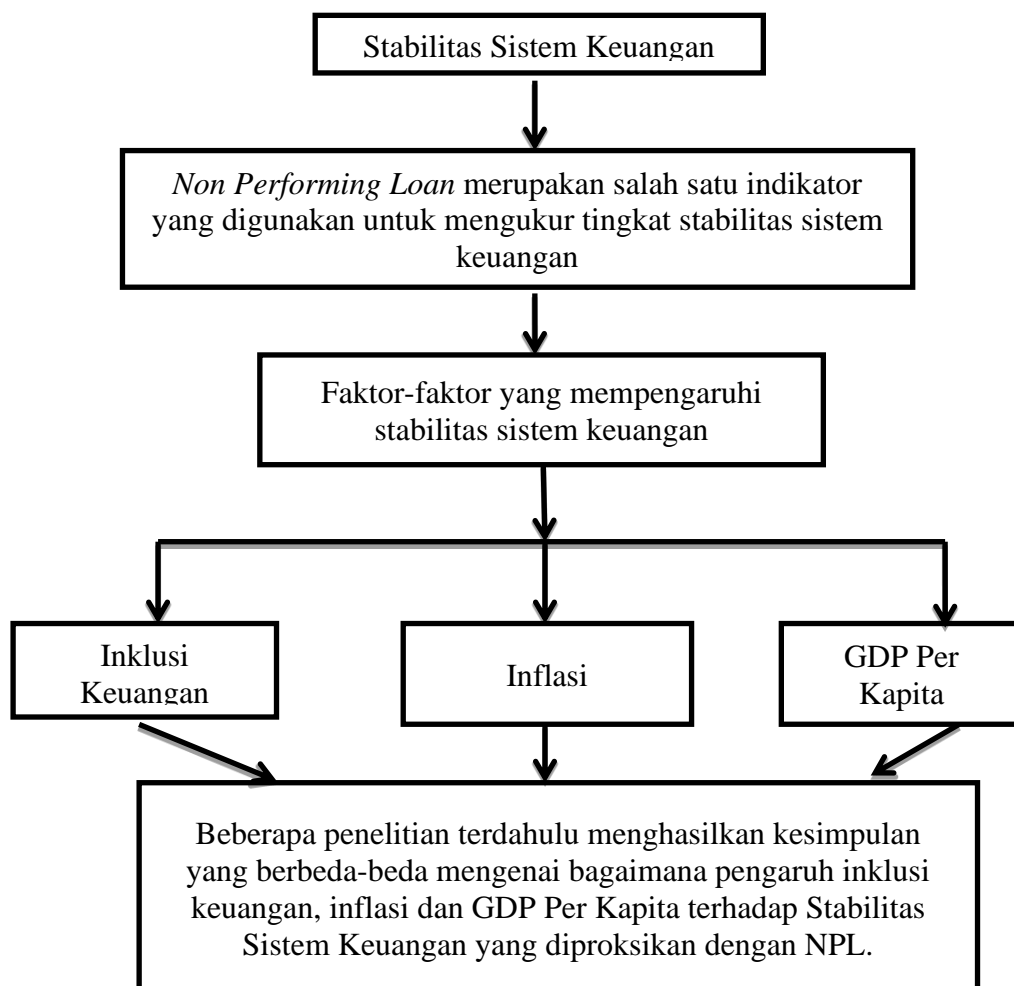 Stabilitas Sistem Keuangan
Non Performing Loan merupakan salah satu indikator
yang digunakan untuk mengukur tingkat stabilitas sistem
keuangan
Faktor-faktor yang mempengaruhi
stabilitas sistem keuangan
Inklusi
Keuangan
Inflasi
GDP Per
Kapita
Beberapa penelitian terdahulu menghasilkan kesimpulan
yang berbeda-beda mengenai bagaimana pengaruh inklusi
keuangan, inflasi dan GDP Per Kapita terhadap Stabilitas
Sistem Keuangan yang diproksikan dengan NPL.